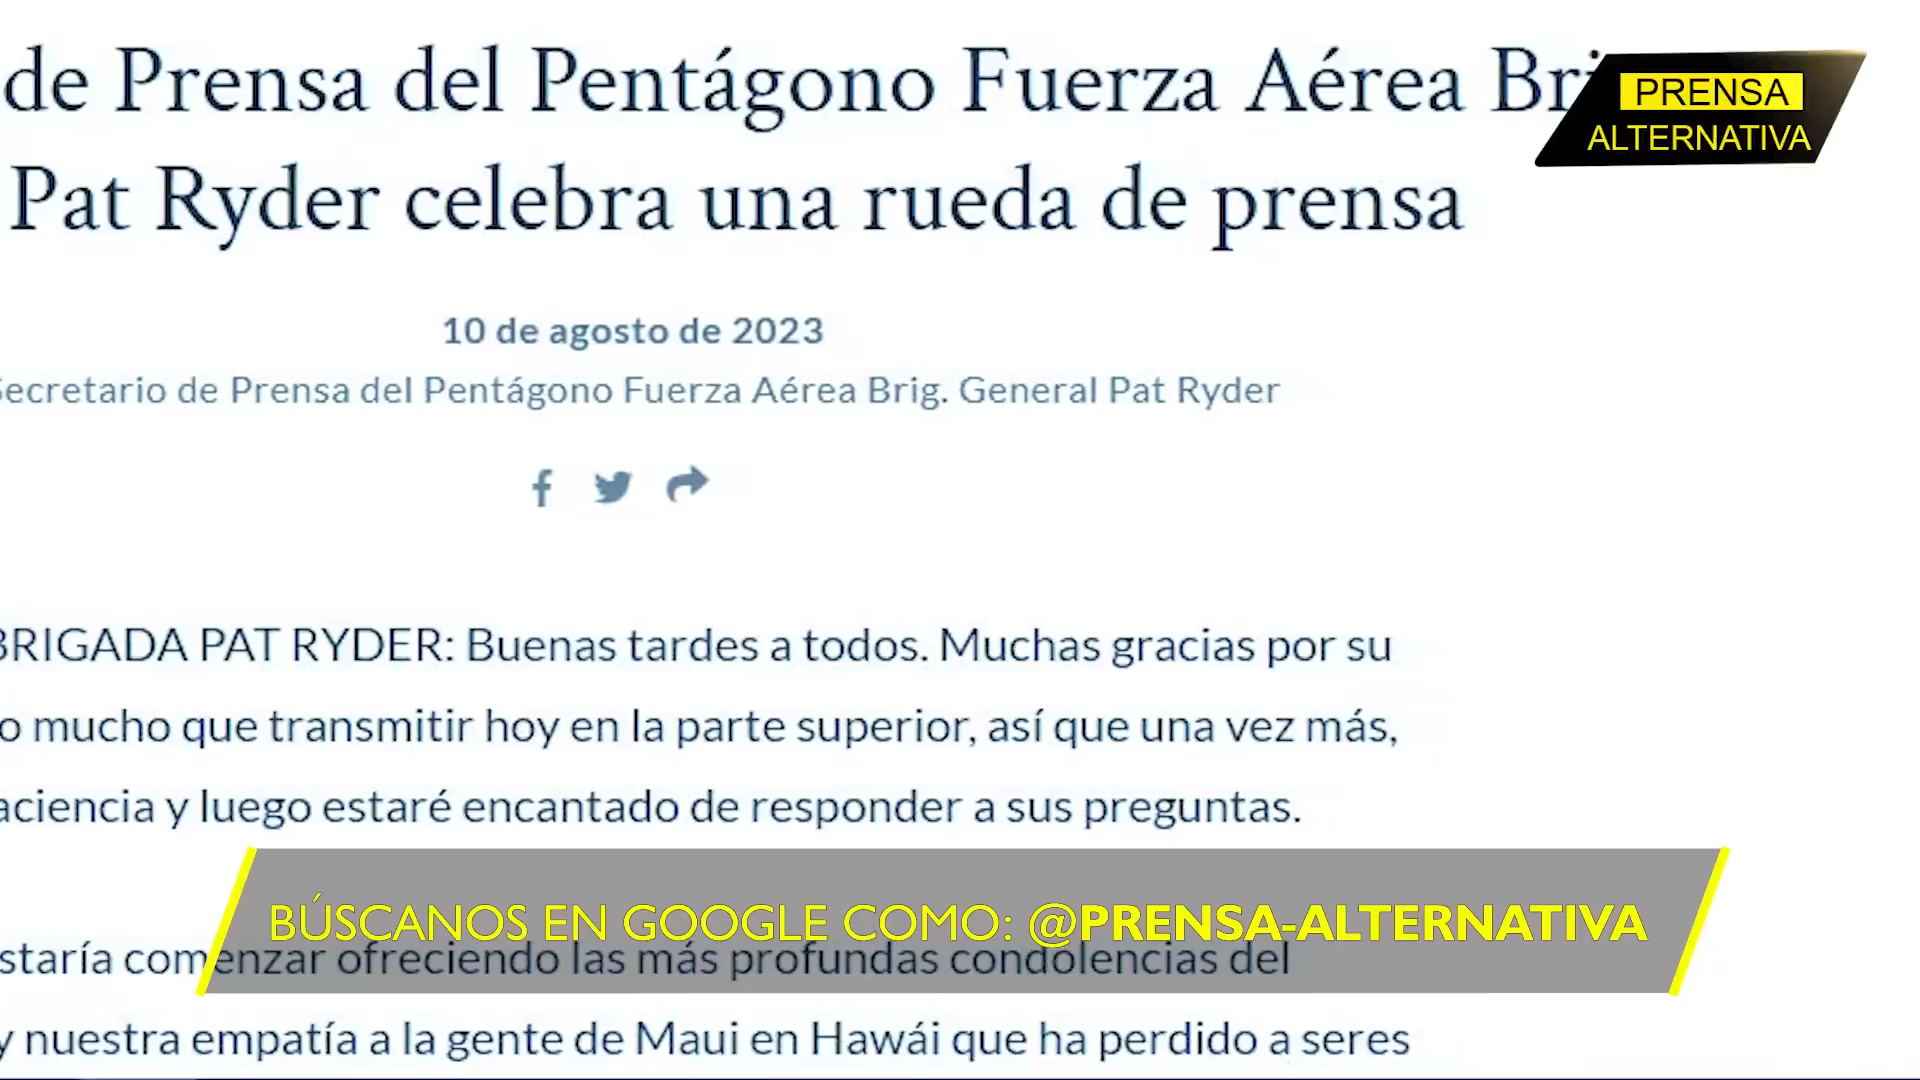 de Prensa del Pentágono Fuerza Aérea Bri
PRENSA
ALTERNATIVA
Pat Ryder celebra una rueda de prensa
10 de agosto de 2023
Secretario de Prensa del Pentágono Fuerza Aérea Brig. General Pat Ryder
BRIGADA PAT RYDER: Buenas tardes a todos. Muchas gracias por su
o mucho que transmitir hoy en la parte superior, así que una vez más,
aciencia y luego estaré encantado de responder a sus preguntas.
BÚSCANOS EN GOOGLE COMO: @PRENSA-ALTERNATIVA
staría comenzar ofreciendo las más profundas condolencias del
y nuestra empatía a la gente de Maui en Hawái que ha perdido a seres